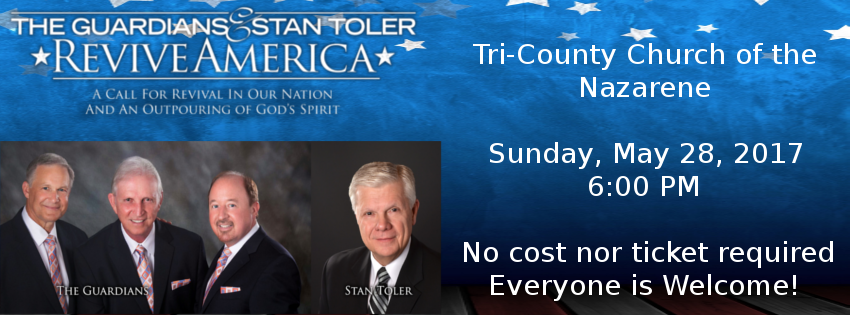 THE GUARDIANS & STAN TOLER
REVIVEAMERICA
A CALL FOR REVIVAL IN OUR NATION
AND AN OUTPOURING OF GOD'S SPIRIT
THE GUARDIANS
STAN TOLER
Tri-County Church of the
Nazarene
Sunday, May 28, 2017
6:00 PM
No cost nor ticket required
Everyone is Welcome!